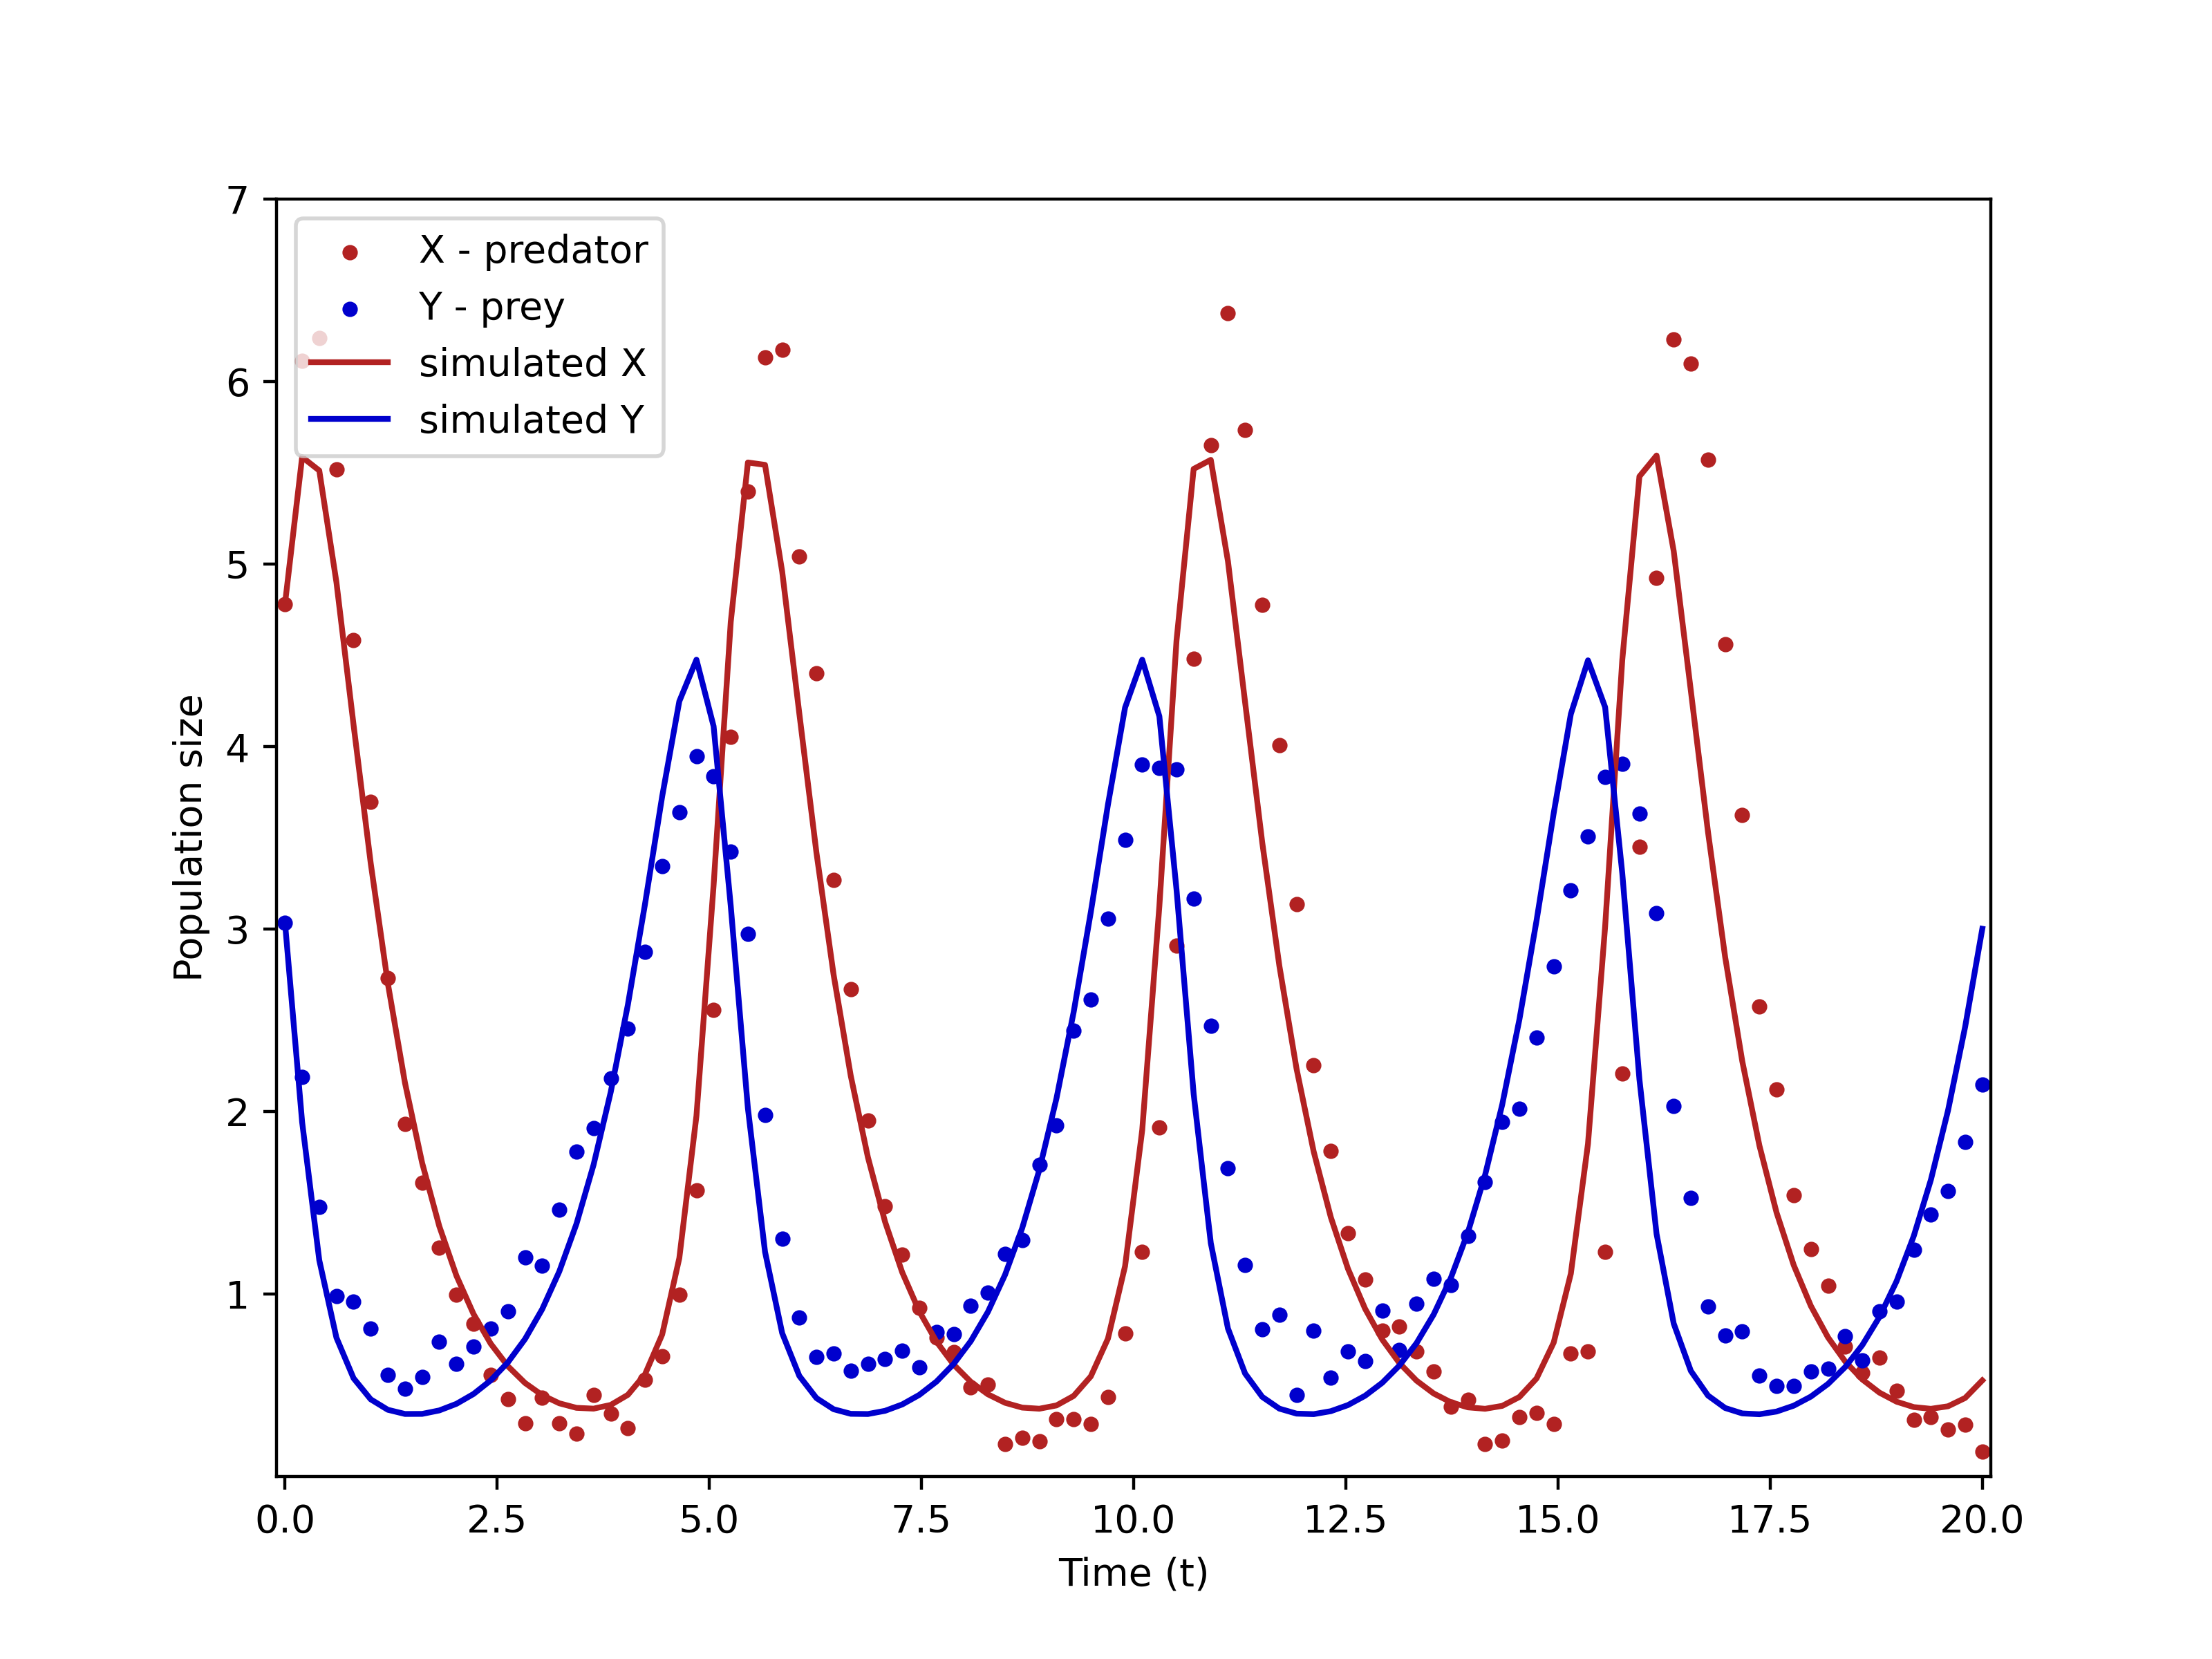 7
6
5
4
3
2
1
Population size
X - predator
Y - prey
simulated X
simulated Y
0.0 2.5 5.0 7.5 10.0 12.5 15.0 17.5 20.0
Time (t)